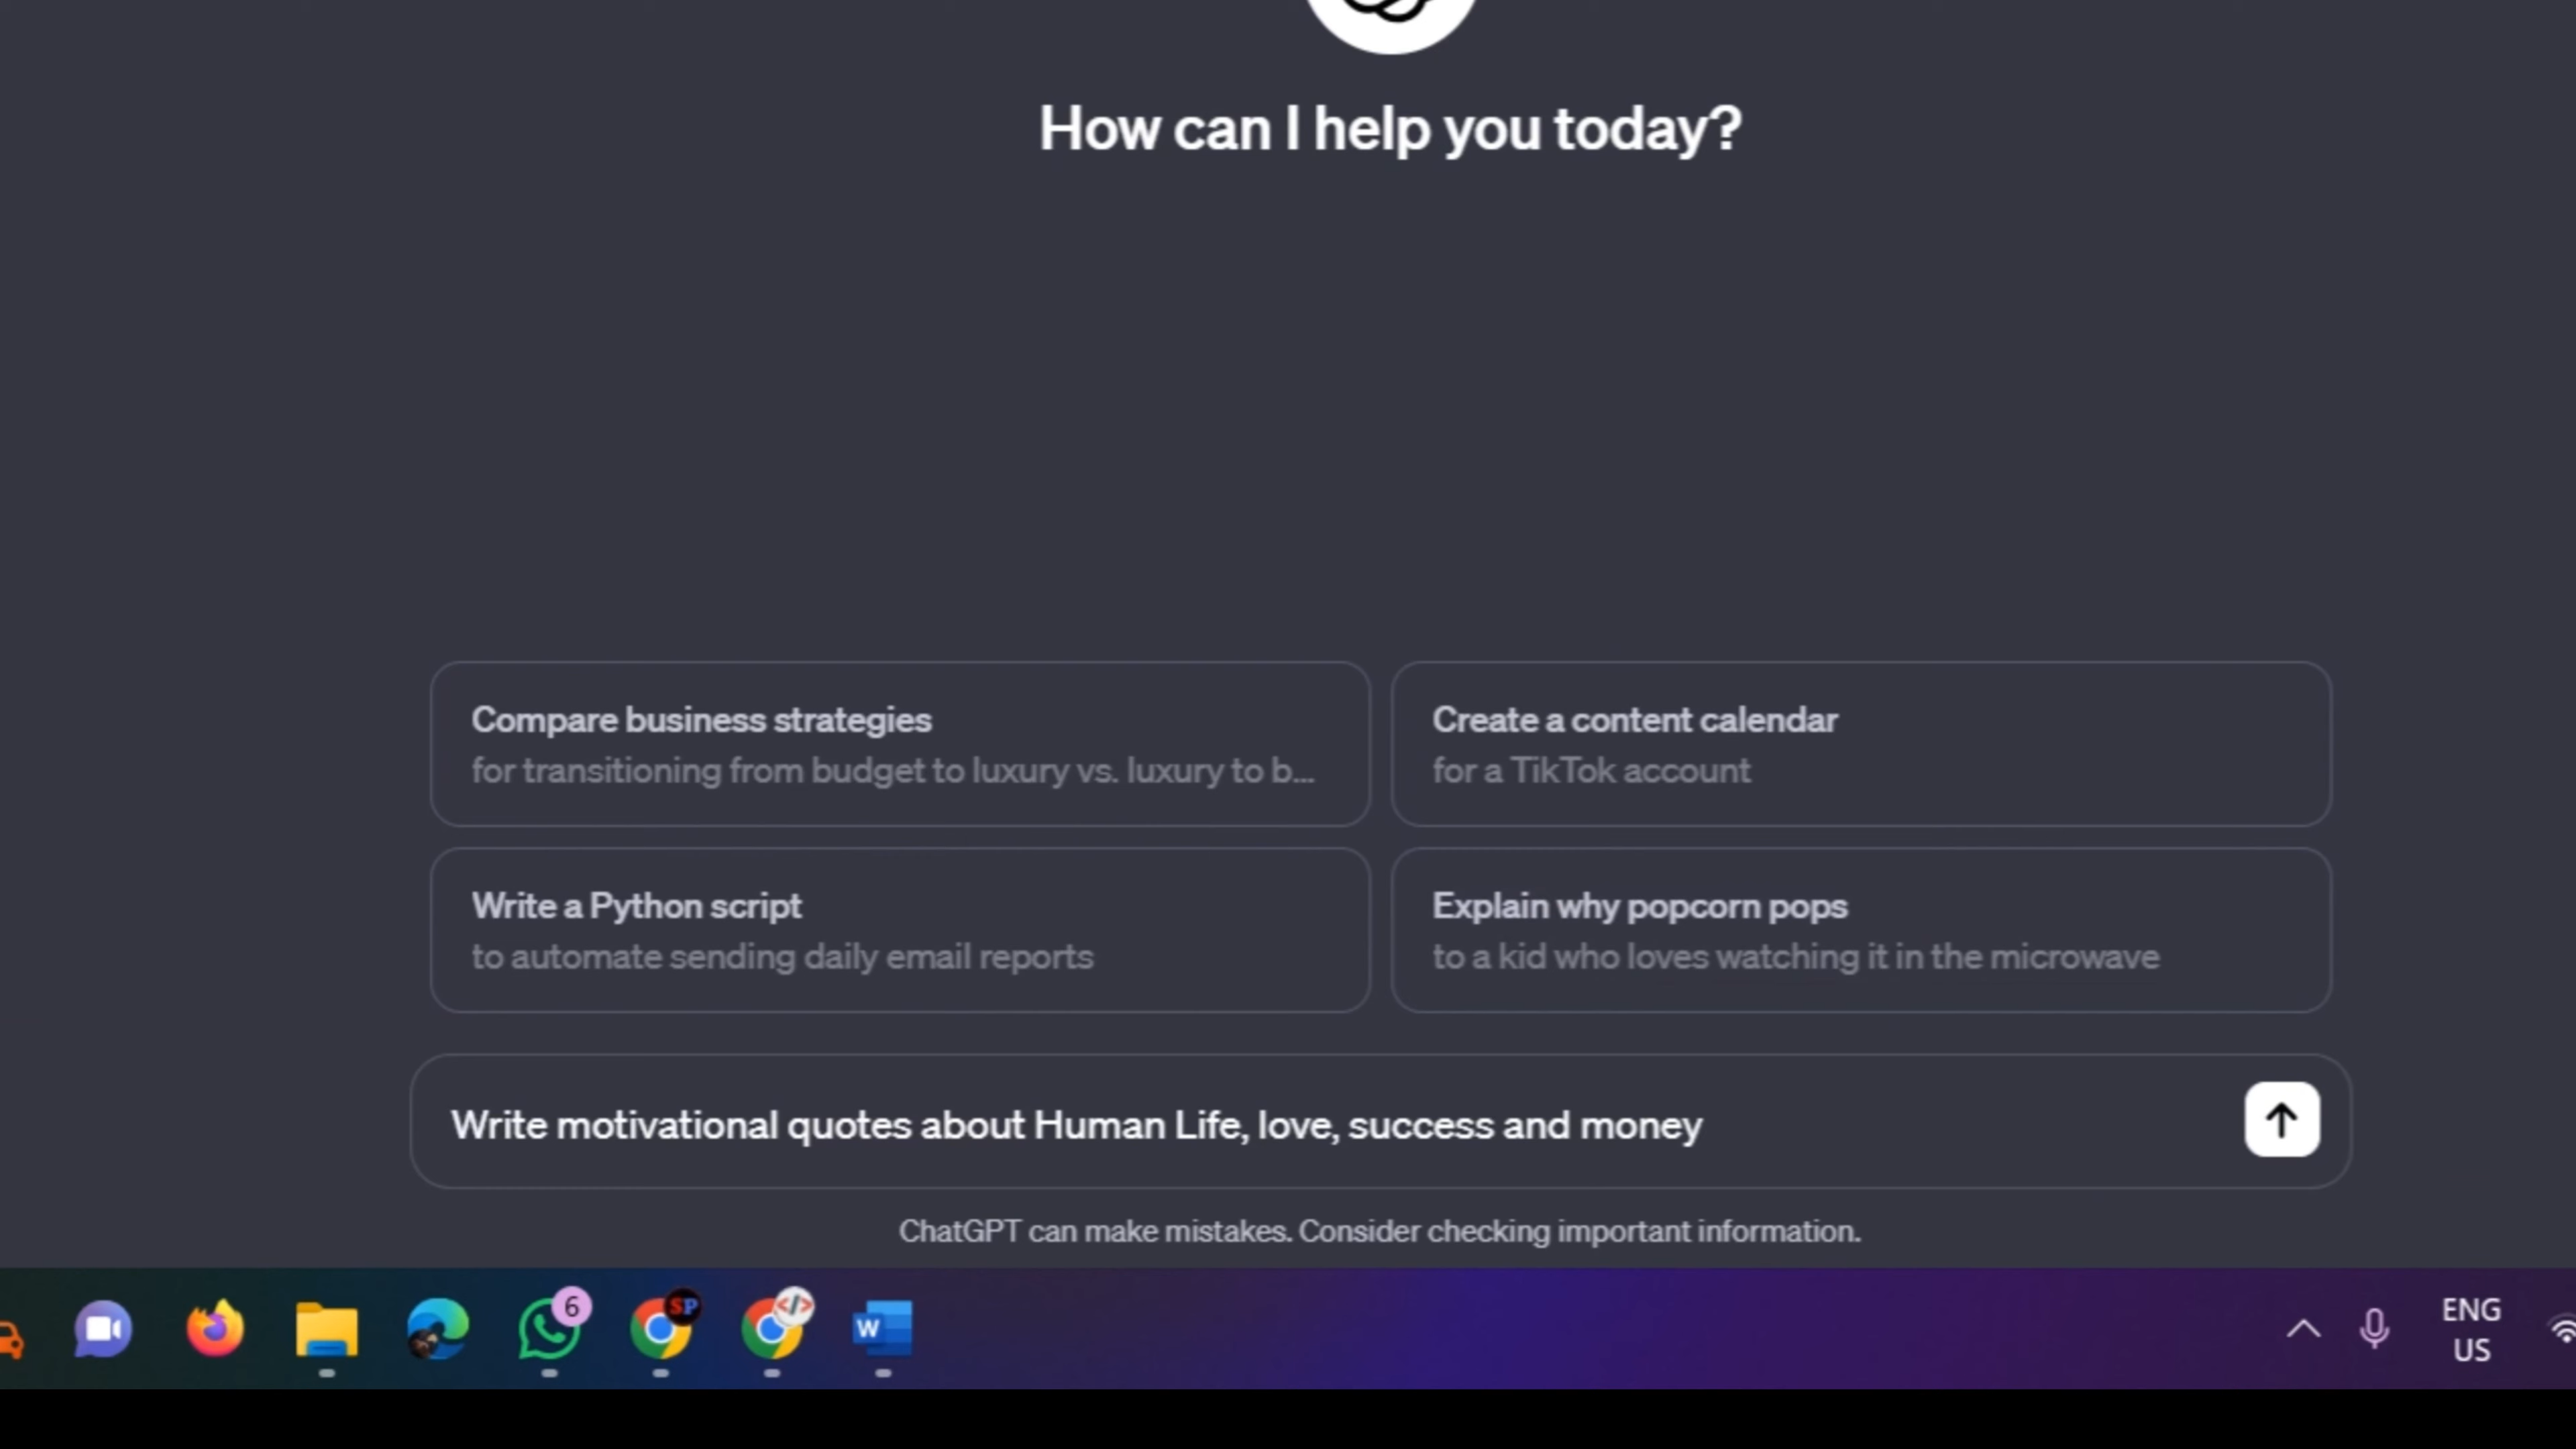 How can I help you today?
Compare business strategies
for transitioning from budget to luxury vs. luxury to b...
Create a content calendar
for a TikTok account
Write a Python script
to automate sending daily email reports
Explain why popcorn pops
to a kid who loves watching it in the microwave
Write motivational quotes about Human Life, love, success and money
ChatGPT can make mistakes. Consider checking important information.
6
SP
</>
W
ENG
US